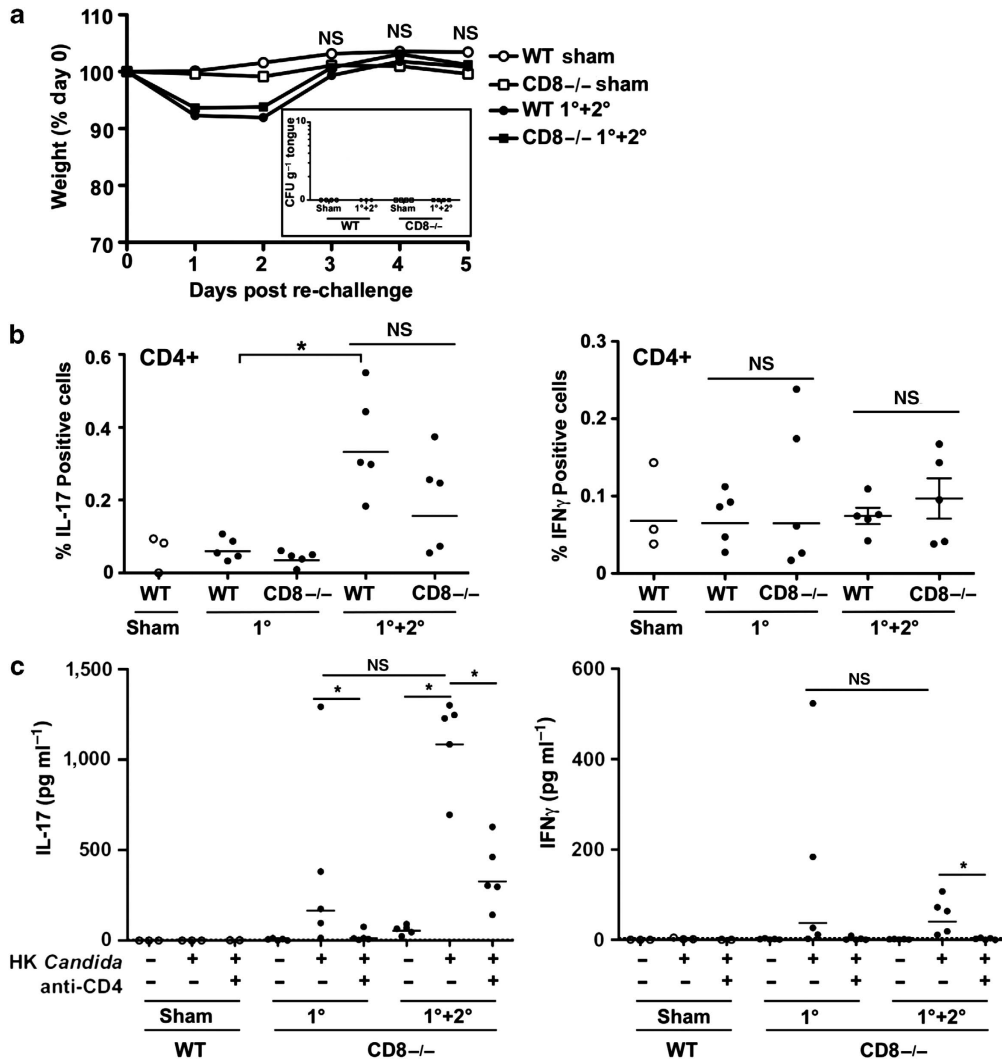 a
110
100
90
80
70
Weight (% day 0)
0 1 2 3 4 5
Days post re-challenge
NS NS NS
WT sham
CD8–/– sham
WT 1°+2°
CD8–/– 1°+2°
10
0
CFU g⁻¹ tongue
Sham 1°+2° Sham 1°+2°
WT CD8–/–
b
0.6
0.4
0.2
0
% IL-17 Positive cells
CD4+
* NS
WT WT CD8–/– WT CD8–/–
Sham 1° 1°+2°
0.3
0.2
0.1
0
% IFNγ Positive cells
CD4+
NS NS
WT WT CD8–/– WT CD8–/–
Sham 1° 1°+2°
c
1,500
1,000
500
0
IL-17 (pg ml⁻¹)
NS *
* *
HK Candida – + + – + + – + +
anti-CD4 – – + – – + – – +
Sham 1° 1°+2°
WT CD8–/–
600
400
200
0
IFNγ (pg ml⁻¹)
NS
*
– + + – + + – + +
– – + – – + – – +
Sham 1° 1°+2°
WT CD8–/–